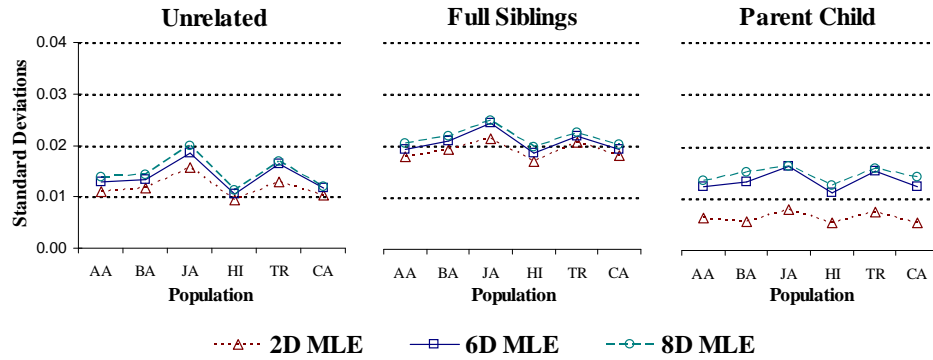 Unrelated Full Siblings Parent Child
0.04
0.03
0.02
0.01
0.00
Standard Deviations
AA BA JA HI TR CA
AA BA JA HI TR CA
AA BA JA HI TR CA
Population Population Population
2D MLE 6D MLE 8D MLE